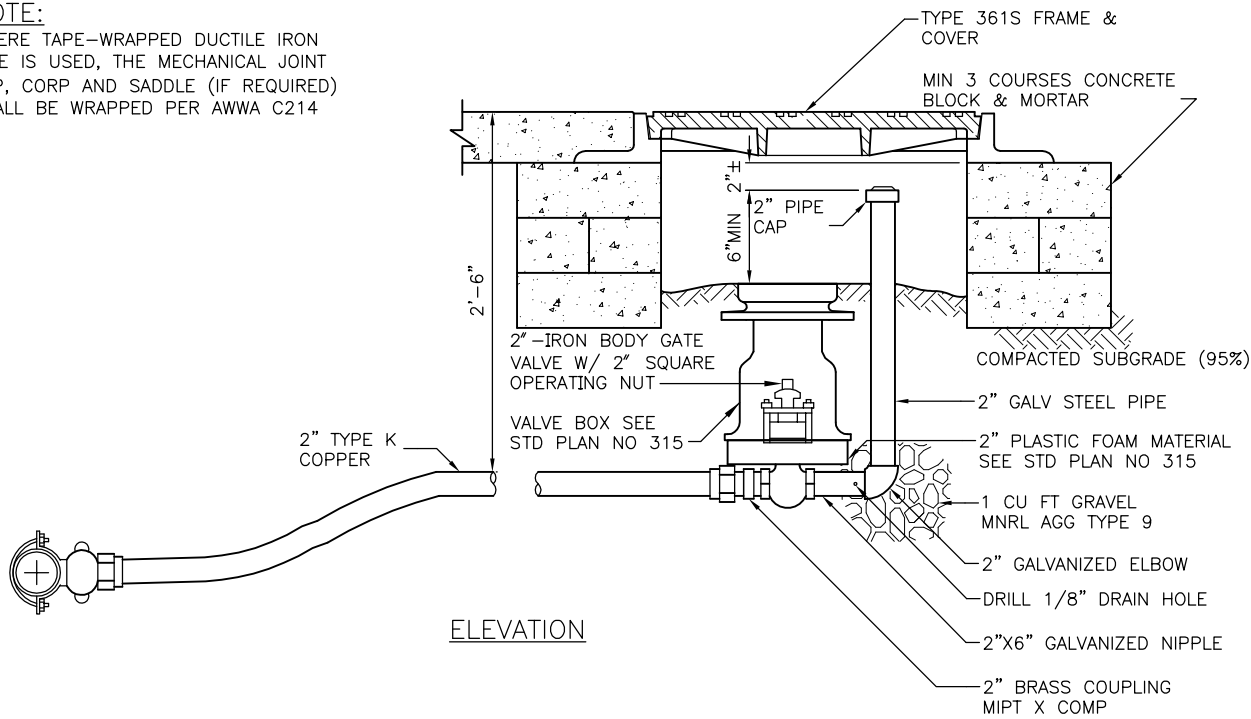 NOTE:
TAPE-WRAPPED DUCTILE IRON
IS USED, THE MECHANICAL JOINT
CORP AND SADDLE (IF REQUIRED)
BE WRAPPED PER AWWA C214
TYPE 361S FRAME &
COVER
MIN 3 COURSES CONCRETE
BLOCK & MORTAR
2" ±
2" PIPE
CAP
6"MIN
2'-6"
2"-IRON BODY GATE
VALVE W/ 2" SQUARE
OPERATING NUT
VALVE BOX SEE
STD PLAN NO 315
COMPACTED SUBGRADE (95%)
2" GALV STEEL PIPE
2" PLASTIC FOAM MATERIAL
SEE STD PLAN NO 315
1 CU FT GRAVEL
MNRL AGG TYPE 9
2" GALVANIZED ELBOW
DRILL 1/8" DRAIN HOLE
2"X6" GALVANIZED NIPPLE
2" BRASS COUPLING
MIPT X COMP
2" TYPE K
COPPER
ELEVATION